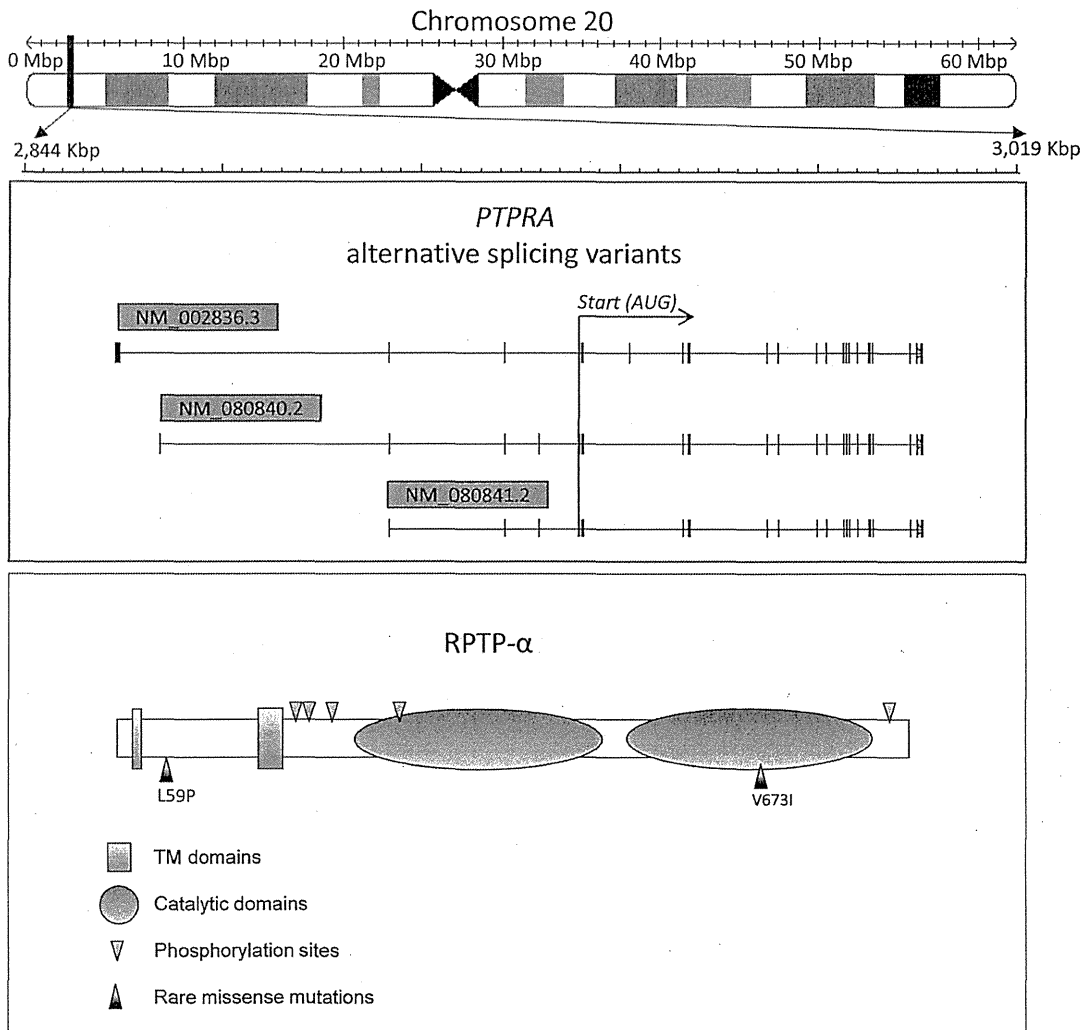 Chromosome 20
0 Mbp 10 Mbp 20 Mbp 30 Mbp 40 Mbp 50 Mbp 60 Mbp
2,844 Kbp 3,019 Kbp
PTPRA
alternative splicing variants
Start (AUG)
NM_002836.3
NM_080840.2
NM_080841.2
RPTP-α
L59P
V673I
TM domains
Catalytic domains
Phosphorylation sites
Rare missense mutations